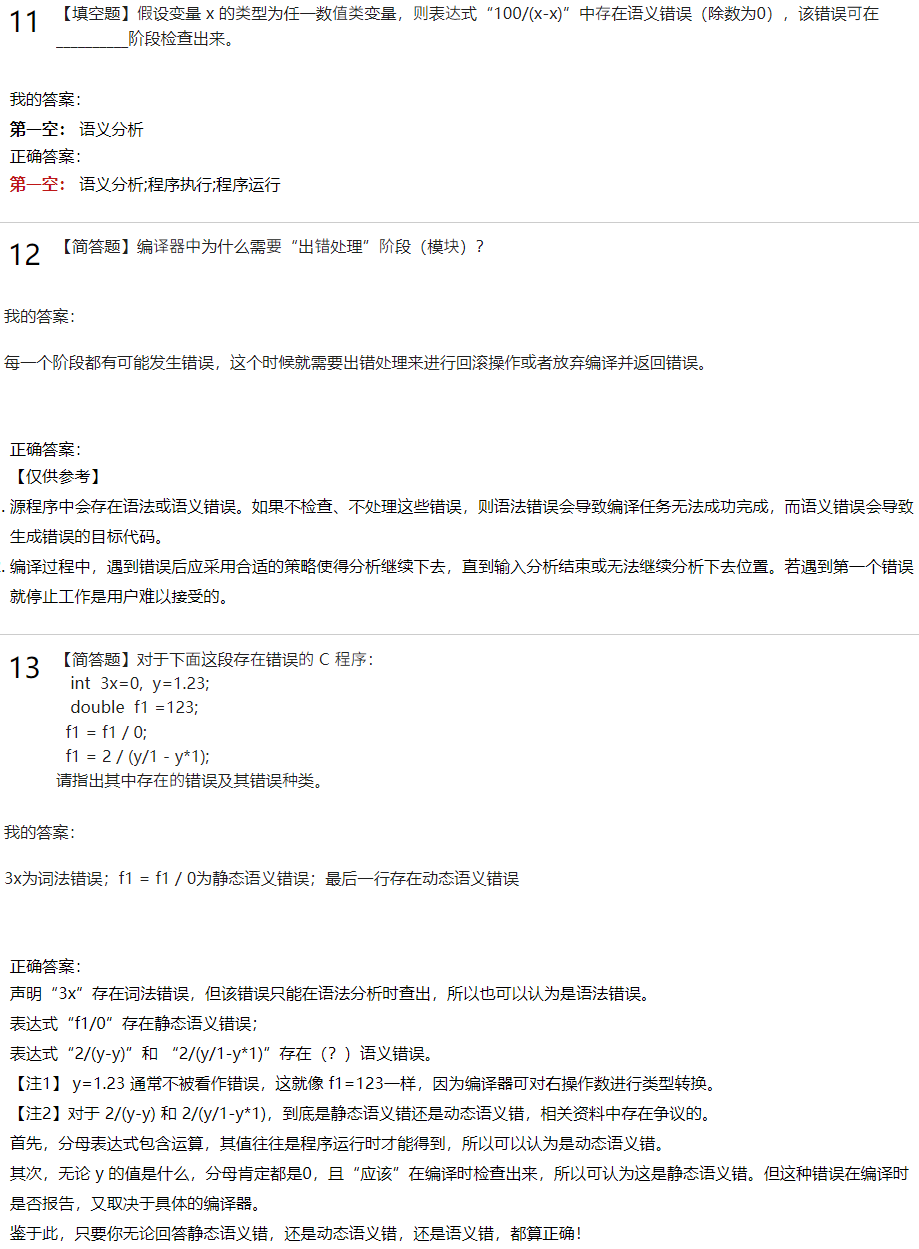 11 【填空题】假设变量 x 的类型为任一数值类变量，则表达式“100/(x-x)”中存在语义错误（除数为0），该错误可在
_________阶段检查出来。
我的答案：
第一空： 语义分析
正确答案：
第一空： 语义分析;程序执行;程序运行
12 【简答题】编译器中为什么需要“出错处理”阶段（模块）？
我的答案：
每一个阶段都有可能发生错误，这个时候就需要出错处理来进行回滚操作或者放弃编译并返回错误。
正确答案：
【仅供参考】
. 源程序中会存在语法或语义错误。如果不检查、不处理这些错误，则语法错误会导致编译任务无法成功完成，而语义错误会导致
生成错误的目标代码。
. 编译过程中，遇到错误后应采用合适的策略使得分析继续下去，直到输入分析结束或无法继续分析下去位置。若遇到第一个错误
就停止工作是用户难以接受的。
13 【简答题】对于下面这段存在错误的 C 程序：
int 3x=0, y=1.23;
double f1 =123;
f1 = f1 / 0;
f1 = 2 / (y/1 - y*1);
请指出其中存在的错误及其错误种类。
我的答案：
3x为词法错误；f1 = f1 / 0为静态语义错误；最后一行存在动态语义错误
正确答案：
声明“3x”存在词法错误，但该错误只能在语法分析时查出，所以也可以认为是语法错误。
表达式“f1/0”存在静态语义错误；
表达式“2/(y-y)”和 “2/(y/1-y*1)”存在（？）语义错误。
【注1】 y=1.23 通常不被看作错误，这就像 f1=123一样，因为编译器可对右操作数进行类型转换。
【注2】对于 2/(y-y) 和 2/(y/1-y*1)，到底是静态语义错还是动态语义错，相关资料中存在争议的。
首先，分母表达式包含运算，其值往往是程序运行时才能得到，所以可以认为是动态语义错。
其次，无论 y 的值是什么，分母肯定都是0，且“应该”在编译时检查出来，所以可认为这是静态语义错。但这种错误在编译时
是否报告，又取决于具体的编译器。
鉴于此，只要你无论回答静态语义错，还是动态语义错，还是语义错，都算正确！